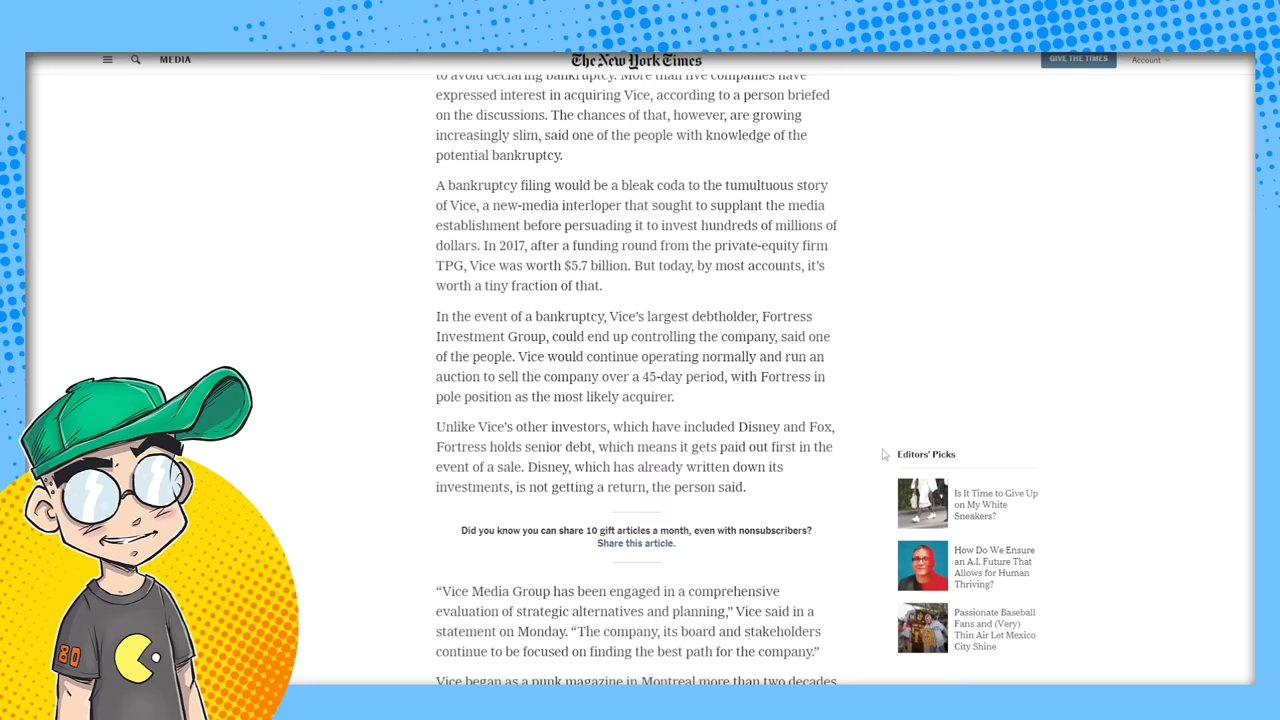 MEDIA
The New York Times
GIVE THE TIMES
Account
to avoid declaring bankruptcy. More than five companies have
expressed interest in acquiring Vice, according to a person briefed
on the discussions. The chances of that, however, are growing
increasingly slim, said one of the people with knowledge of the
potential bankruptcy.
A bankruptcy filing would be a bleak coda to the tumultuous story
of Vice, a new-media interloper that sought to supplant the media
establishment before persuading it to invest hundreds of millions of
dollars. In 2017, after a funding round from the private-equity firm
TPG, Vice was worth $5.7 billion. But today, by most accounts, it’s
worth a tiny fraction of that.
In the event of a bankruptcy, Vice’s largest debtholder, Fortress
Investment Group, could end up controlling the company, said one
of the people. Vice would continue operating normally and run an
auction to sell the company over a 45-day period, with Fortress in
pole position as the most likely acquirer.
Unlike Vice’s other investors, which have included Disney and Fox,
Fortress holds senior debt, which means it gets paid out first in the
event of a sale. Disney, which has already written down its
investments, is not getting a return, the person said.
Did you know you can share 10 gift articles a month, even with nonsubscribers?
Share this article.
“Vice Media Group has been engaged in a comprehensive
evaluation of strategic alternatives and planning,” Vice said in a
statement on Monday. “The company, its board and stakeholders
continue to be focused on finding the best path for the company.”
Vice began as a punk magazine in Montreal more than two decades
Editors’ Picks
Is It Time to Give Up
on My White
Sneakers?
How Do We Ensure
an A.I. Future That
Allows for Human
Thriving?
Passionate Baseball
Fans and (Very)
Thin Air Let Mexico
City Shine
80